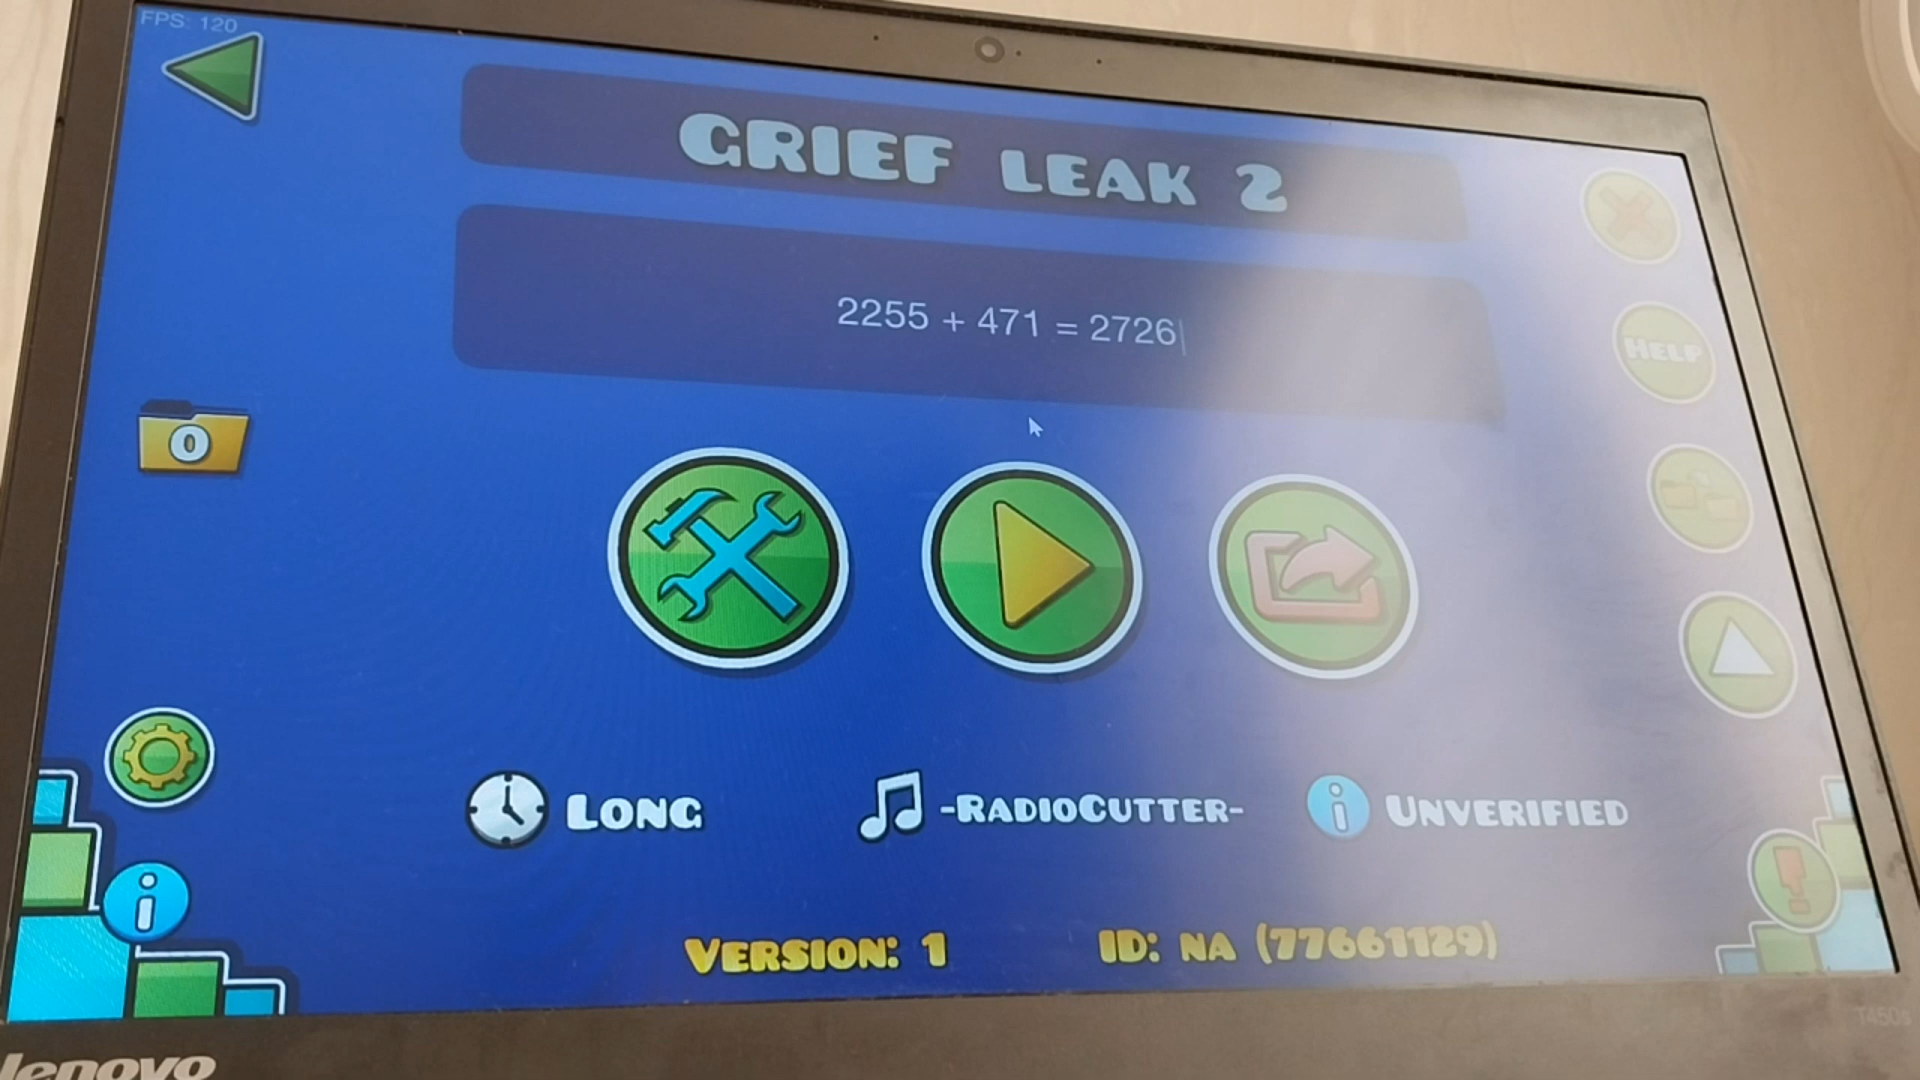 FPS: 120
GRIEF LEAK 2
2255 + 471 = 2726
HELP
0
LONG
-RADIOCUTTER-
UNVERIFIED
VERSION: 1
ID: NA (77661129)
T450s
lenovo